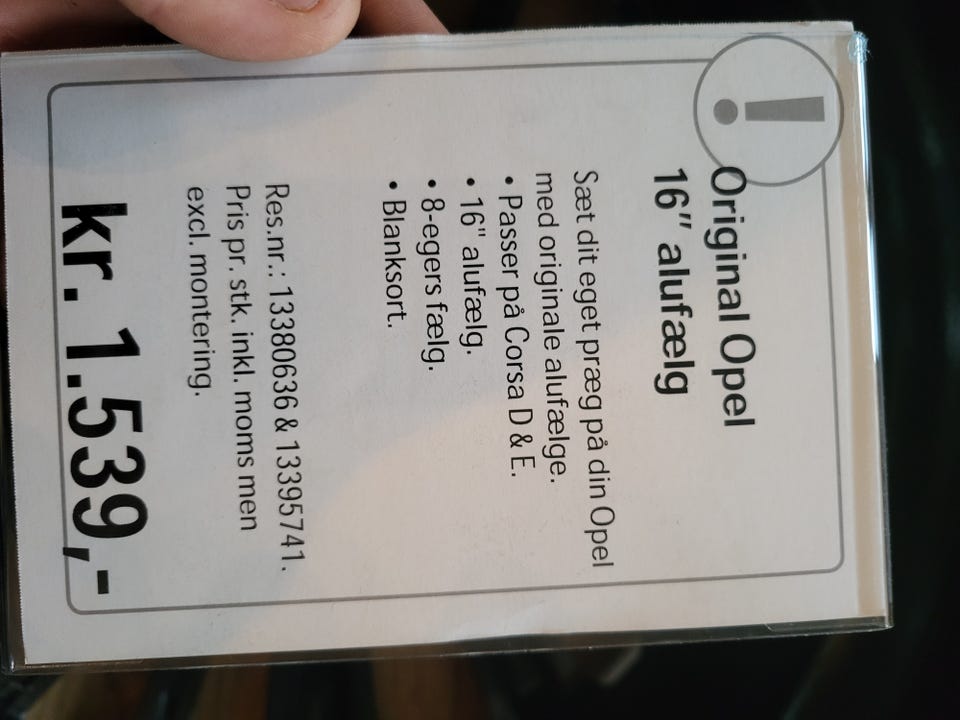 !
Original Opel
16" alufælg
Sæt dit eget præg på din Opel
med originale alufælge.
• Passer på Corsa D & E.
• 16" alufælg.
• 8-egers fælg.
• Blanksort.
Res.nr.: 13380636 & 13395741.
Pris pr. stk. inkl. moms men
excl. montering.
kr. 1.539,-